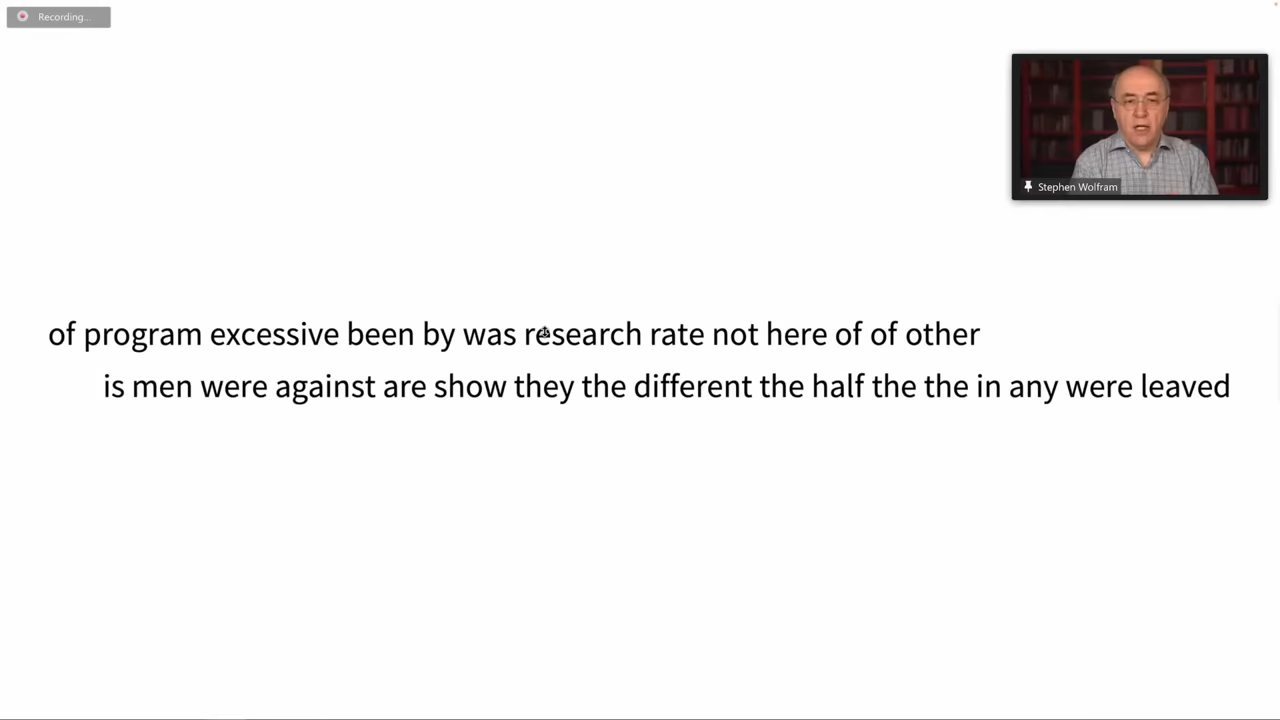 Recording...
Stephen Wolfram
of program excessive been by was research rate not here of of other
is men were against are show they the different the half the the in any were leaved